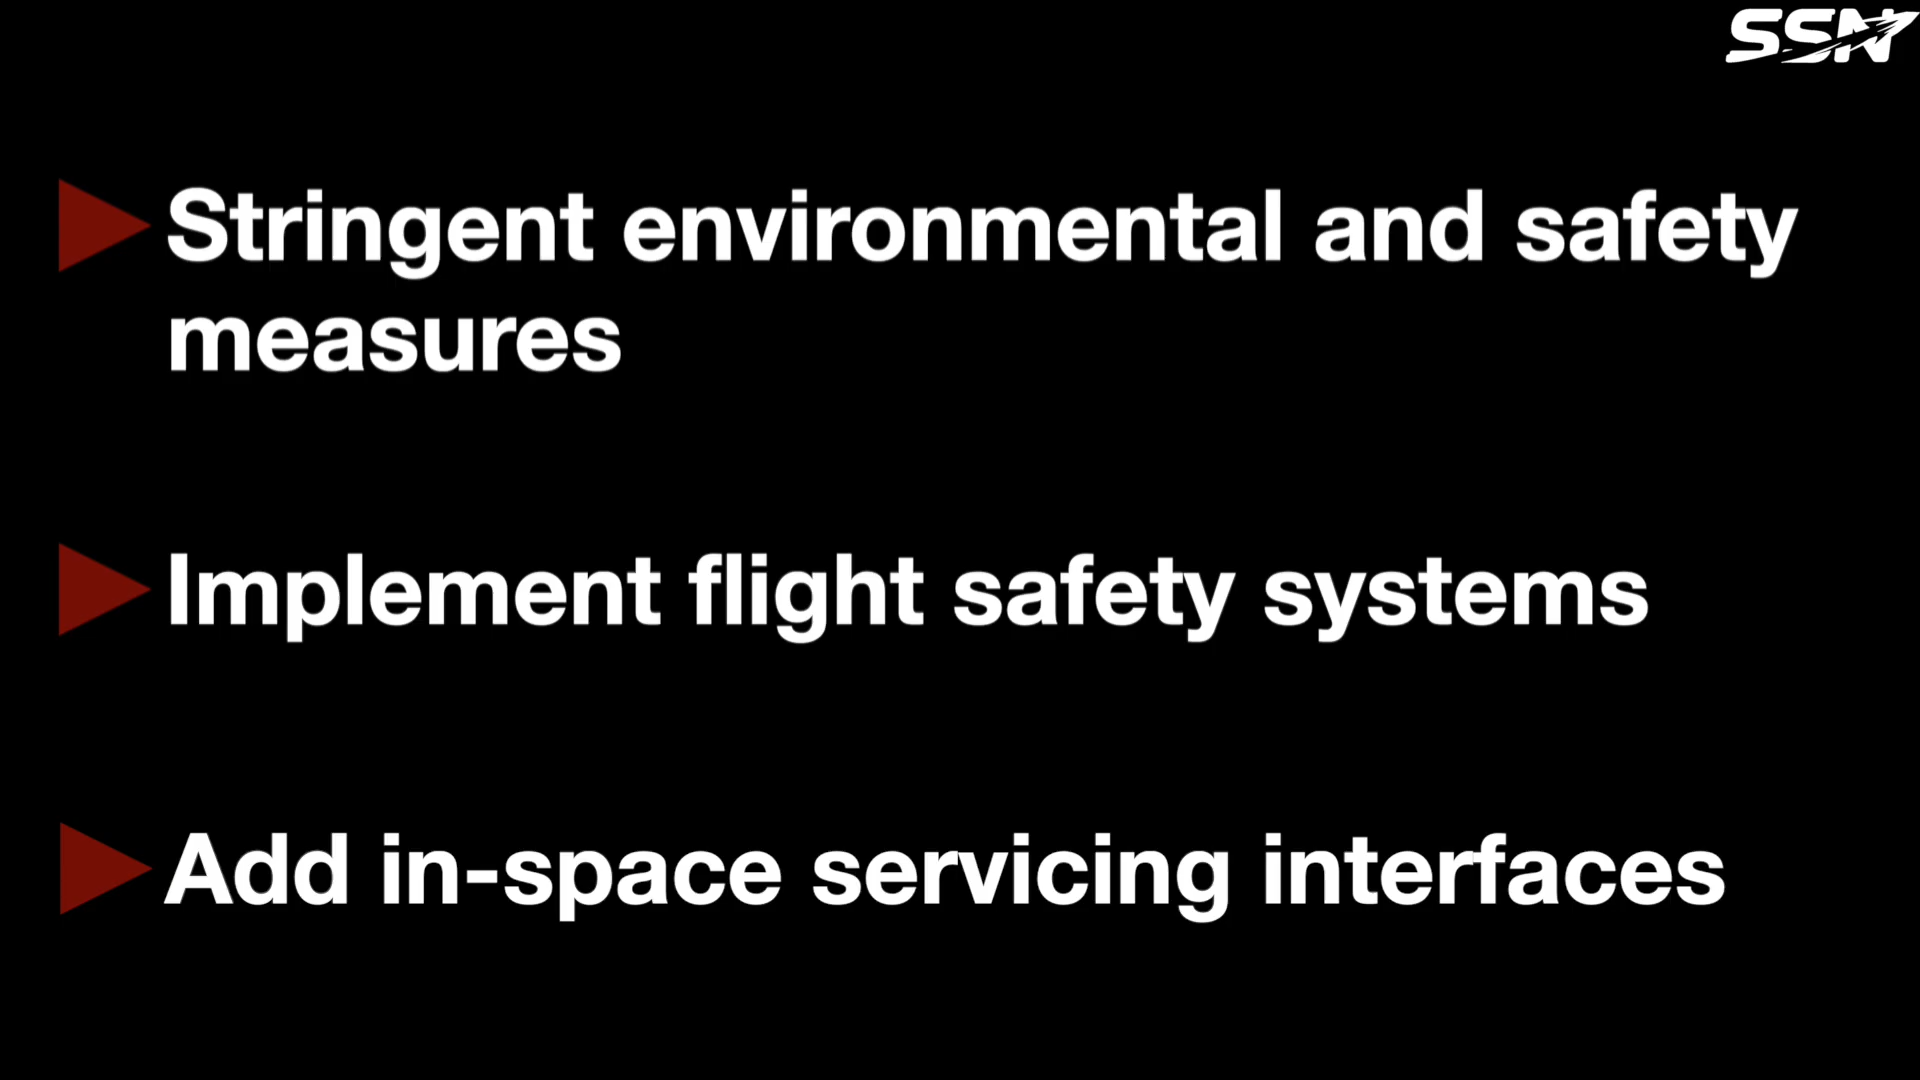 SSN
Stringent environmental and safety
measures
Implement flight safety systems
Add in-space servicing interfaces